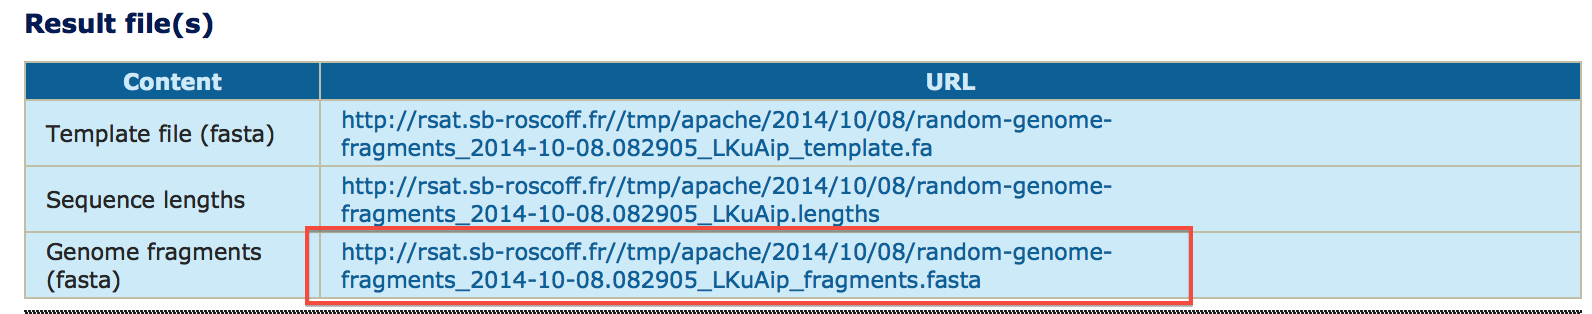 Result file(s)
Content URL
Template file (fasta) http://rsat.sb-roscoff.fr//tmp/apache/2014/10/08/random-genome-
fragments_2014-10-08.082905_LKuAip_template.fa
Sequence lengths http://rsat.sb-roscoff.fr//tmp/apache/2014/10/08/random-genome-
fragments_2014-10-08.082905_LKuAip.lengths
Genome fragments http://rsat.sb-roscoff.fr//tmp/apache/2014/10/08/random-genome-
(fasta) fragments_2014-10-08.082905_LKuAip_fragments.fasta